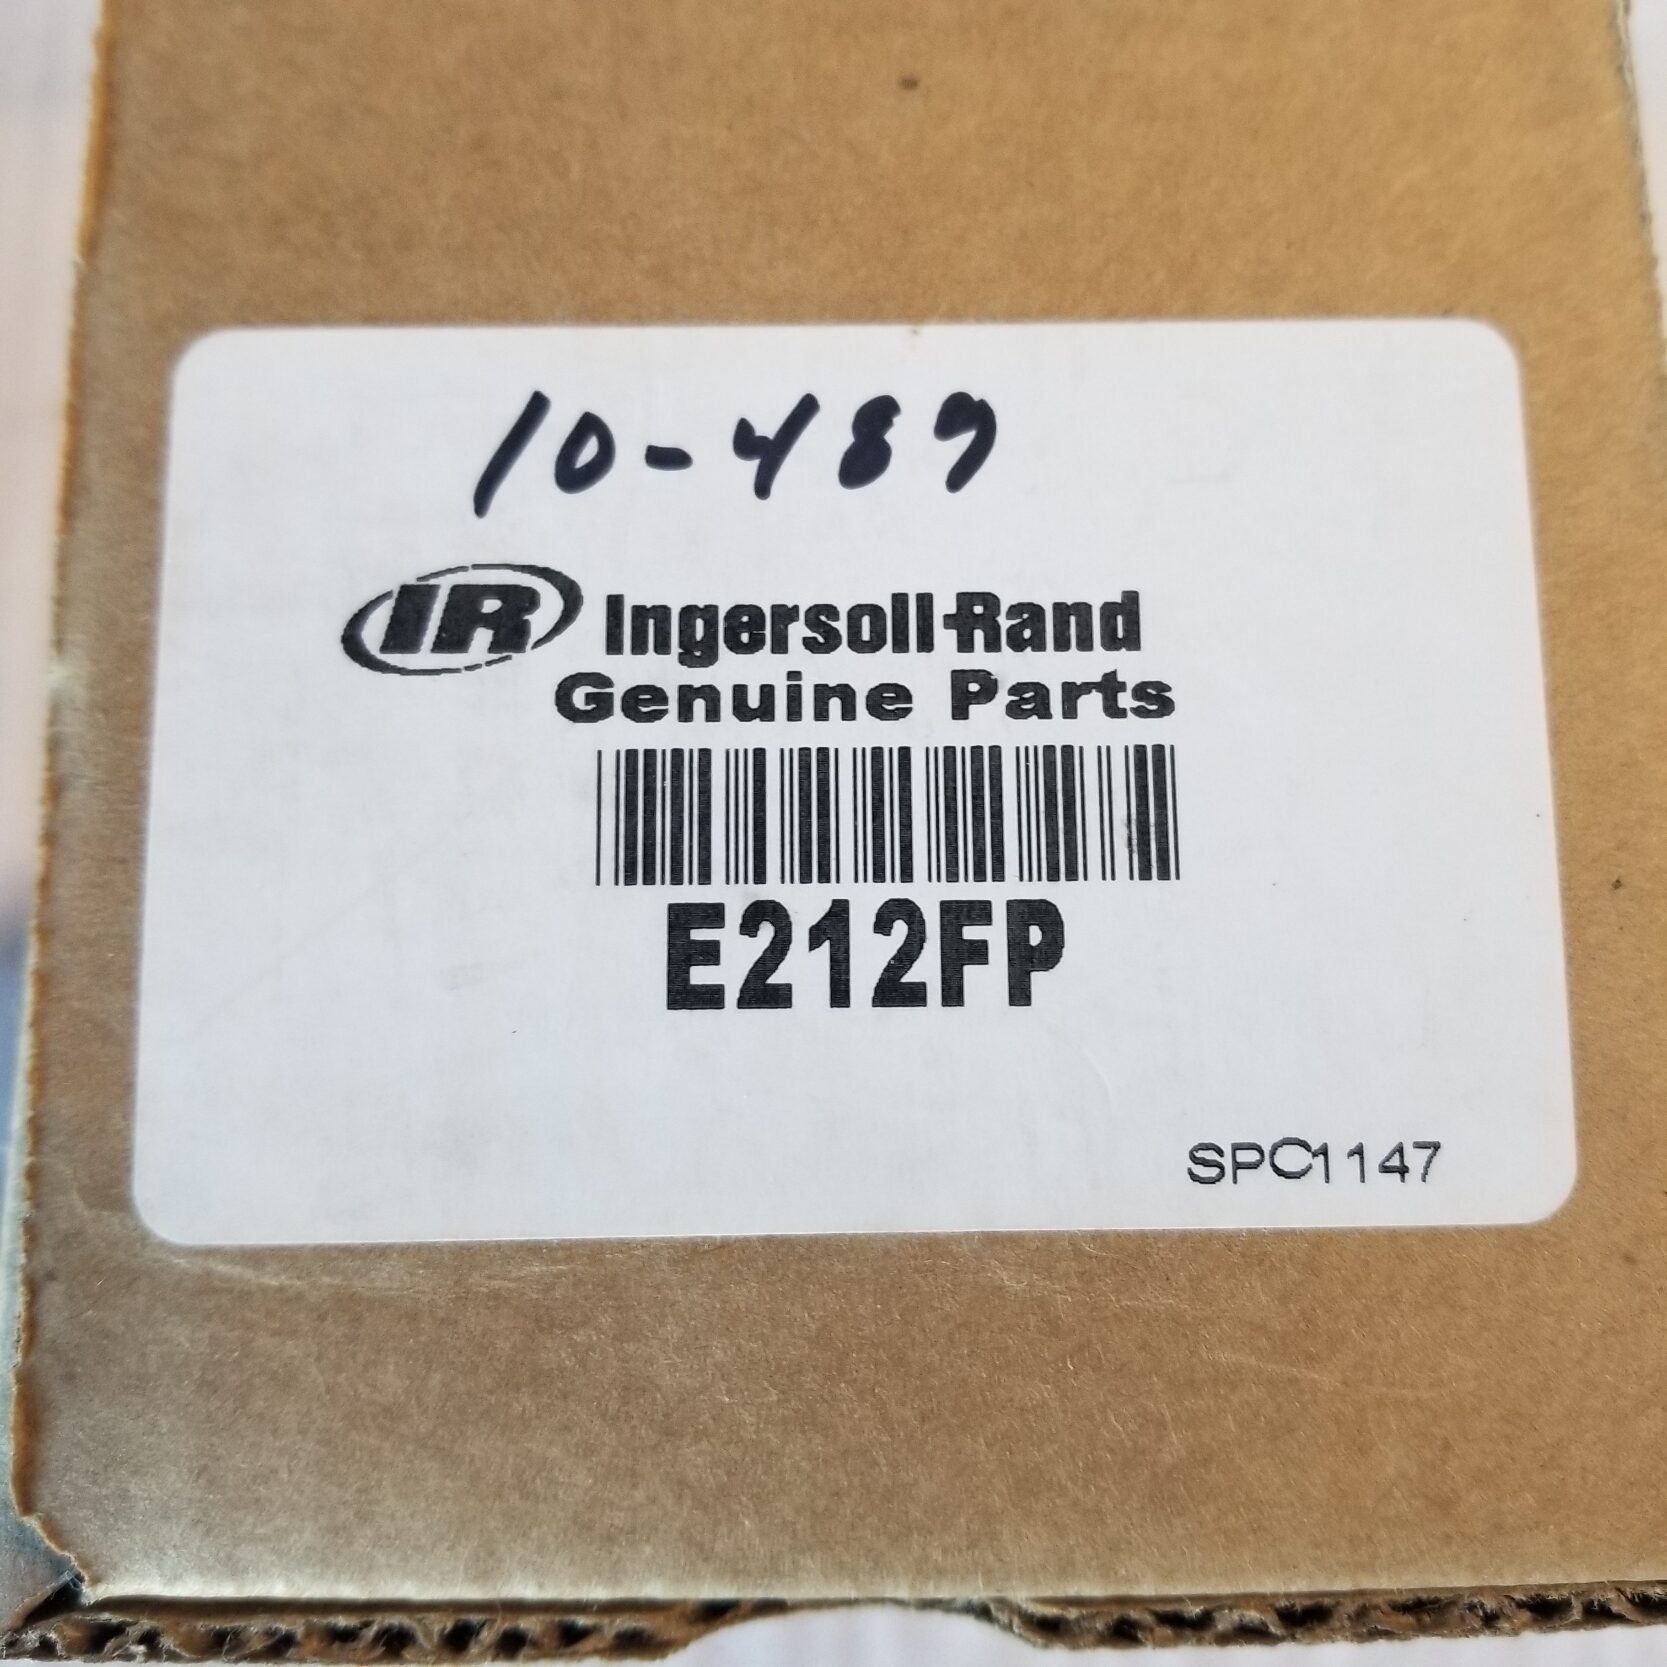 10-489
IR Ingersoll-Rand
Genuine Parts
E212FP
SPC1147